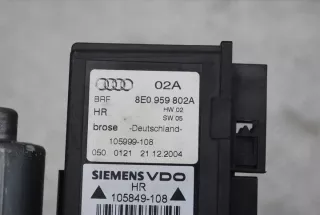 02A
BRF 8E0 959 802A
HR HW 02
SW 05
brose -Deutschland-
105999-108
050 0121 21.12.2004
SIEMENS VDO
HR
105849-108